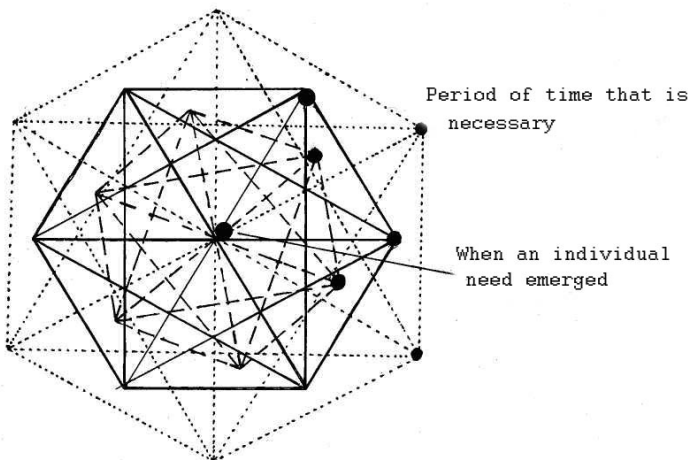 Period of time that is
necessary
When an individual
need emerged